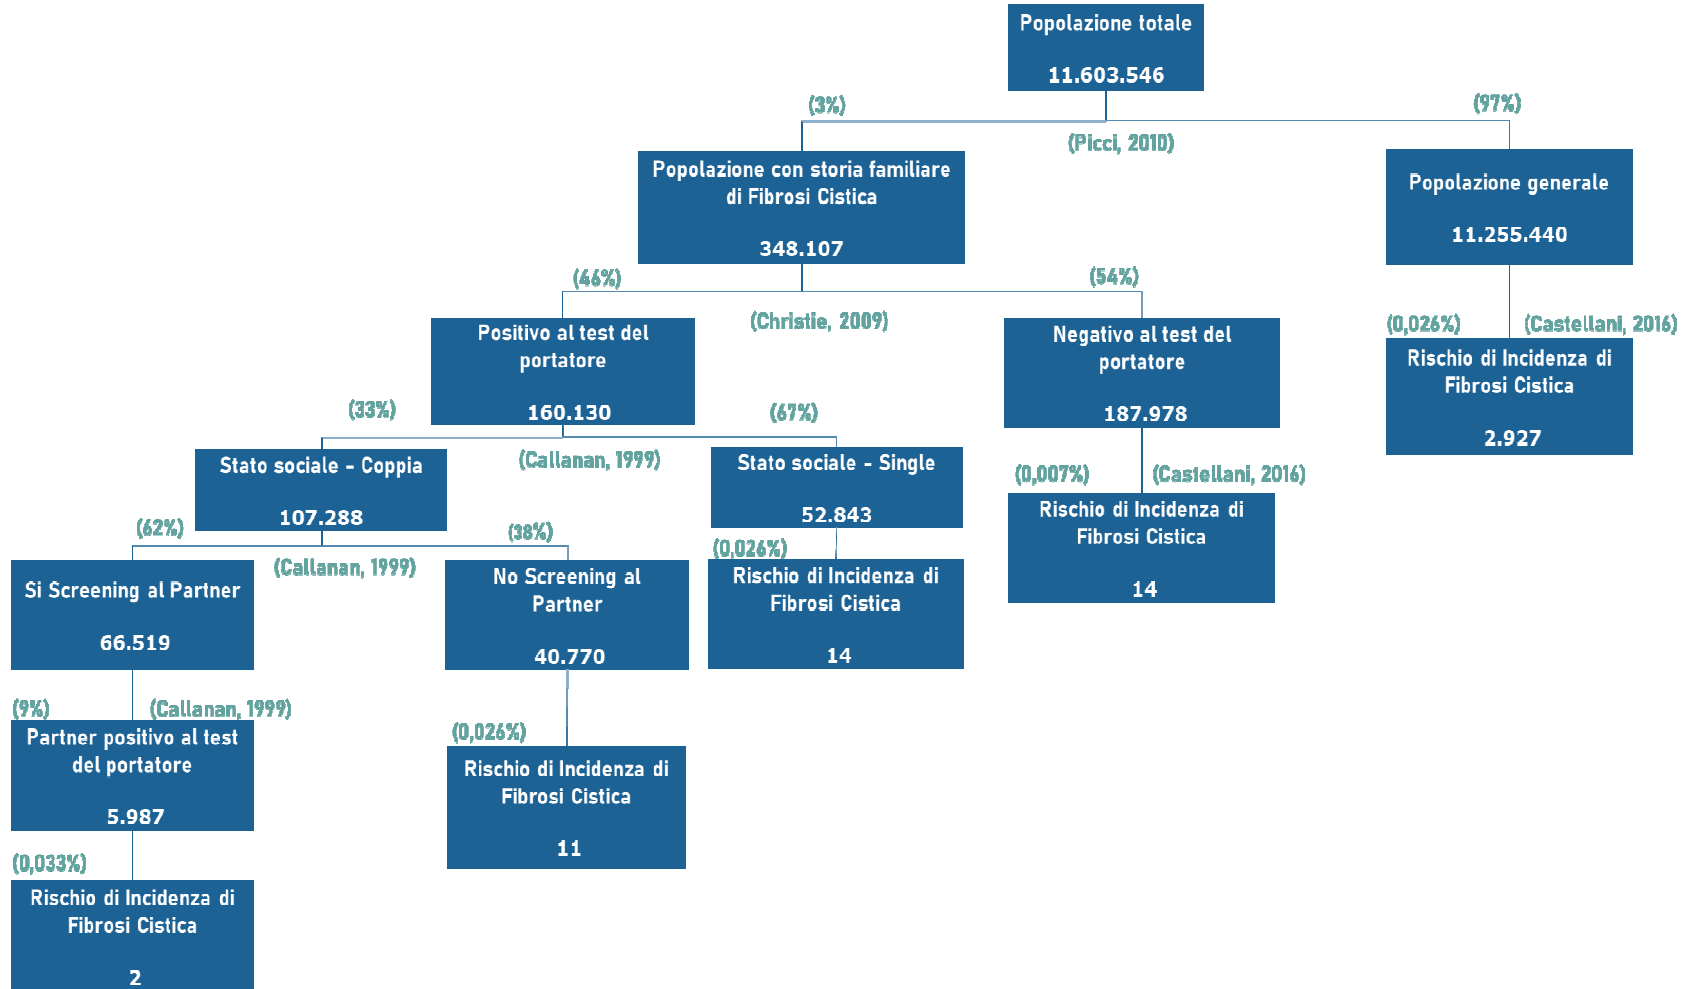 Popolazione totale
11.603.546
(3%)
(97%)
(Picci, 2010)
Popolazione con storia familiare
di Fibrosi Cistica
348.107
Popolazione generale
11.255.440
(46%)
(54%)
(Christie, 2009)
(0,026%)
(Castellani, 2016)
Positivo al test del
portatore
160.130
Negativo al test del
portatore
187.978
Rischio di Incidenza di
Fibrosi Cistica
2.927
(33%)
(67%)
(Callanan, 1999)
(0,007%)
(Castellani, 2016)
Stato sociale - Coppia
107.288
Stato sociale - Single
52.843
Rischio di Incidenza di
Fibrosi Cistica
14
(62%)
(38%)
(Callanan, 1999)
(0,026%)
Si Screening al Partner
66.519
No Screening al
Partner
40.770
Rischio di Incidenza di
Fibrosi Cistica
14
(9%)
(Callanan, 1999)
(0,026%)
Partner positivo al test
del portatore
5.987
Rischio di Incidenza di
Fibrosi Cistica
11
(0,033%)
Rischio di Incidenza di
Fibrosi Cistica
2